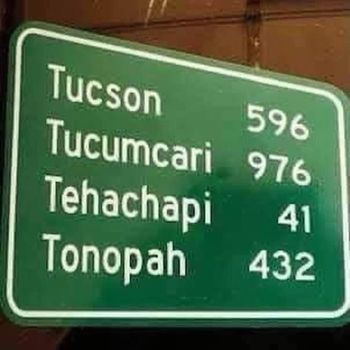 Tucson 596
Tucumcari 976
Tehachapi 41
Tonopah 432